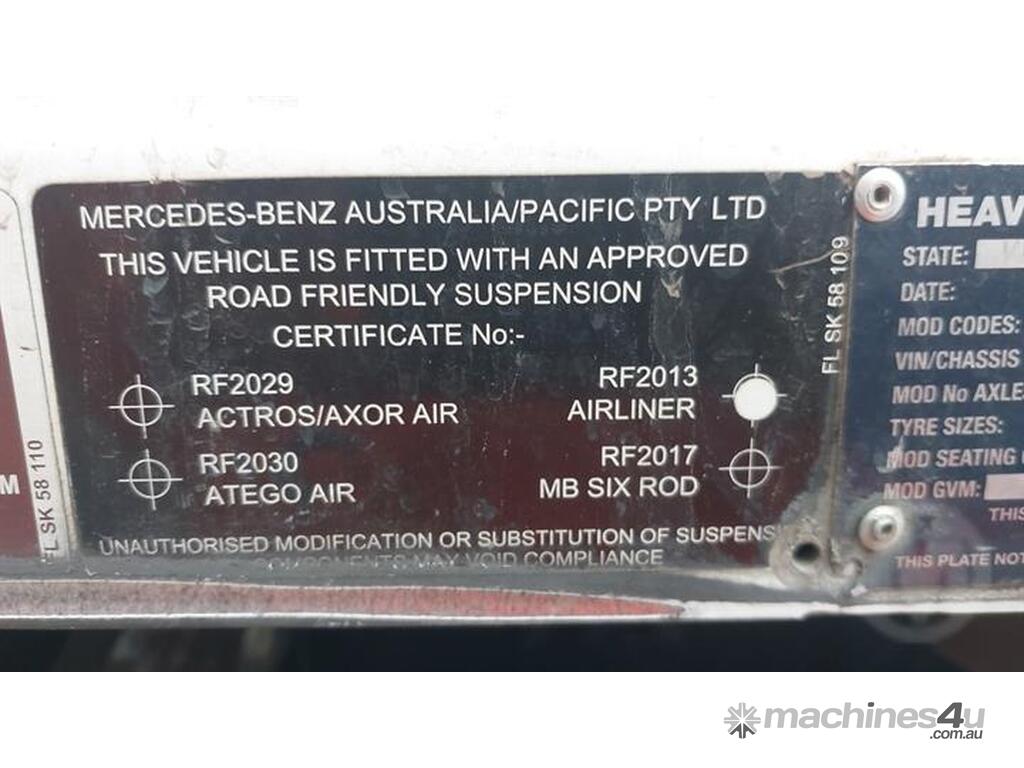 MERCEDES-BENZ AUSTRALIA/PACIFIC PTY LTD
THIS VEHICLE IS FITTED WITH AN APPROVED
ROAD FRIENDLY SUSPENSION
CERTIFICATE No:-
RF2029
ACTROS/AXOR AIR
RF2013
AIRLINER
RF2030
ATEGO AIR
RF2017
MB SIX ROD
UNAUTHORISED MODIFICATION OR SUBSTITUTION OF SUSPENSI
COMPONENTS MAY VOID COMPLIANCE
FL SK 58 109
M
FL SK 58 110
HEAV
STATE:
DATE:
MOD CODES:
VIN/CHASSIS
MOD No AXLE
TYRE SIZES:
MOD SEATING
MOD GVM:
THIS
THIS PLATE NOT
machines4u
.com.au